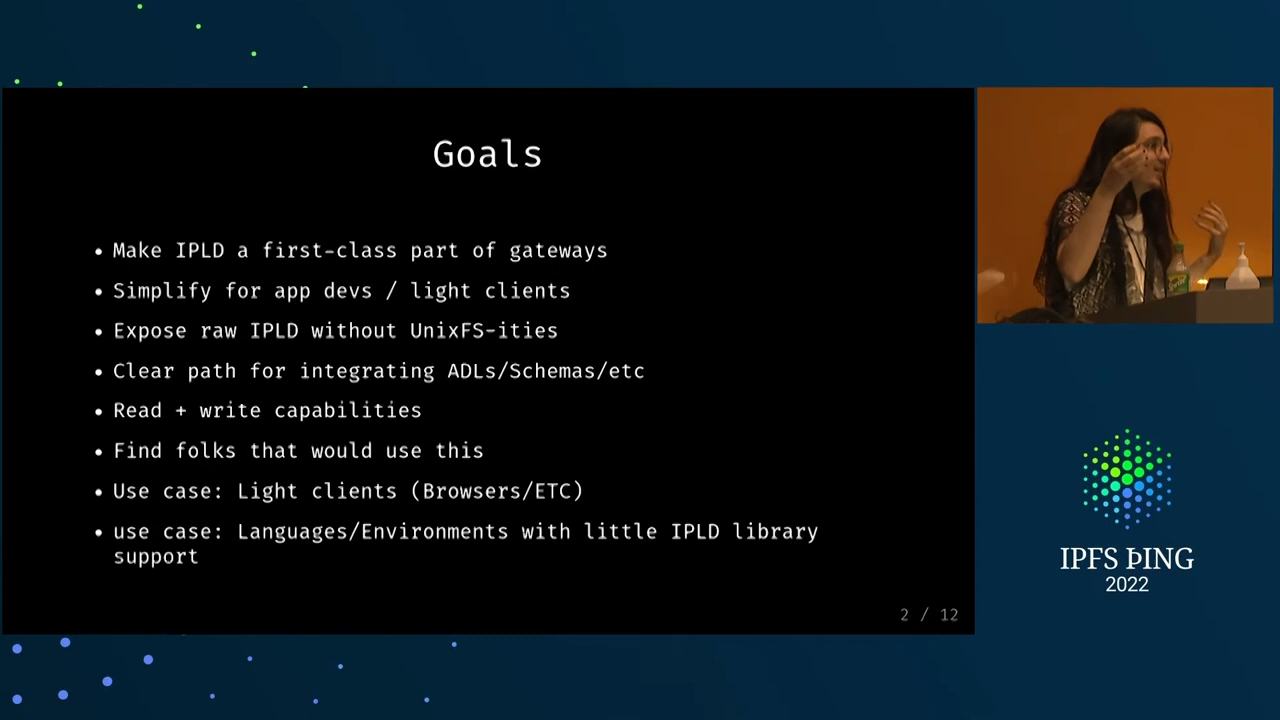 Goals
• Make IPLD a first-class part of gateways
• Simplify for app devs / light clients
• Expose raw IPLD without UnixFS-ities
• Clear path for integrating ADLs/Schemas/etc
• Read + write capabilities
• Find folks that would use this
• Use case: Light clients (Browsers/ETC)
• use case: Languages/Environments with little IPLD library
support
2 / 12
Sprite
IPFS ÞING
2022